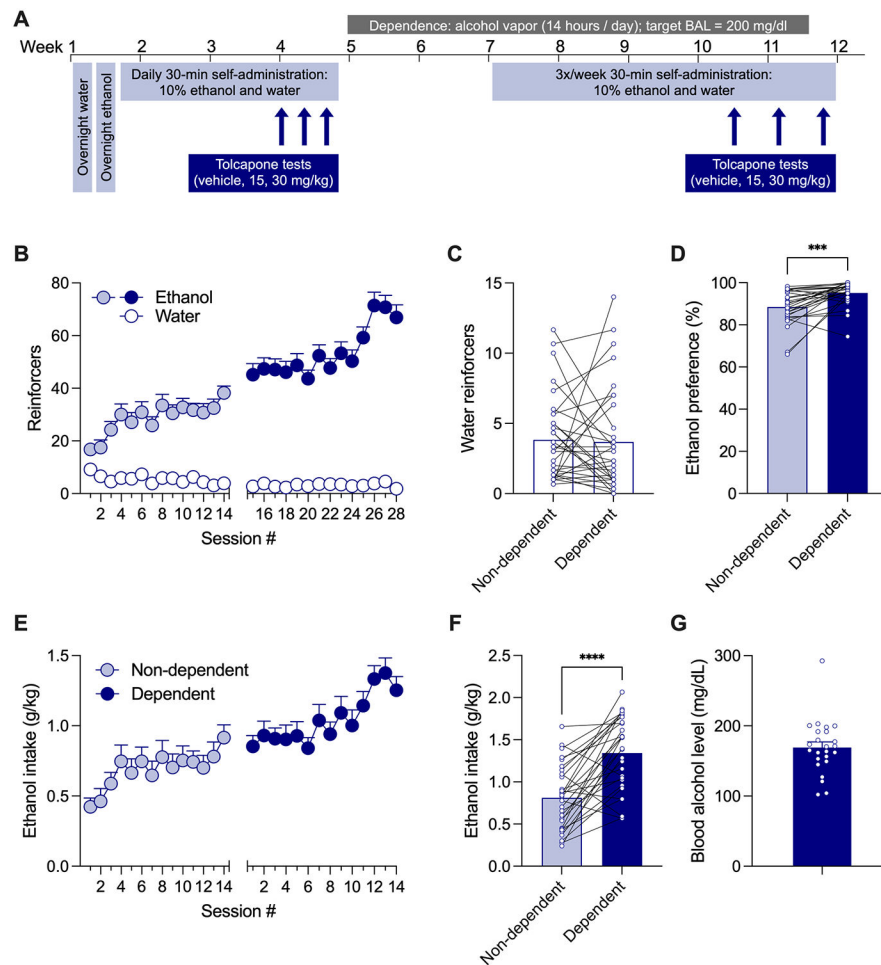 A
Dependence: alcohol vapor (14 hours / day); target BAL = 200 mg/dl
Week 1 2 3 4 5 6 7 8 9 10 11 12
Overnight water
Overnight ethanol
Daily 30-min self-administration:
10% ethanol and water
3x/week 30-min self-administration:
10% ethanol and water
Tolcapone tests
(vehicle, 15, 30 mg/kg)
Tolcapone tests
(vehicle, 15, 30 mg/kg)
B
Reinforcers
80
60
40
20
0
Ethanol
Water
2 4 6 8 10 12 14 16 18 20 22 24 26 28
Session #
C
Water reinforcers
15
10
5
0
Non-dependent
Dependent
D
***
Ethanol preference (%)
100
80
60
40
20
0
Non-dependent
Dependent
E
Ethanol intake (g/kg)
1.5
1.0
0.5
0.0
Non-dependent
Dependent
2 4 6 8 10 12 14 2 4 6 8 10 12 14
Session #
F
****
Ethanol intake (g/kg)
2.5
2.0
1.5
1.0
0.5
0.0
Non-dependent
Dependent
G
Blood alcohol level (mg/dL)
300
200
100
0